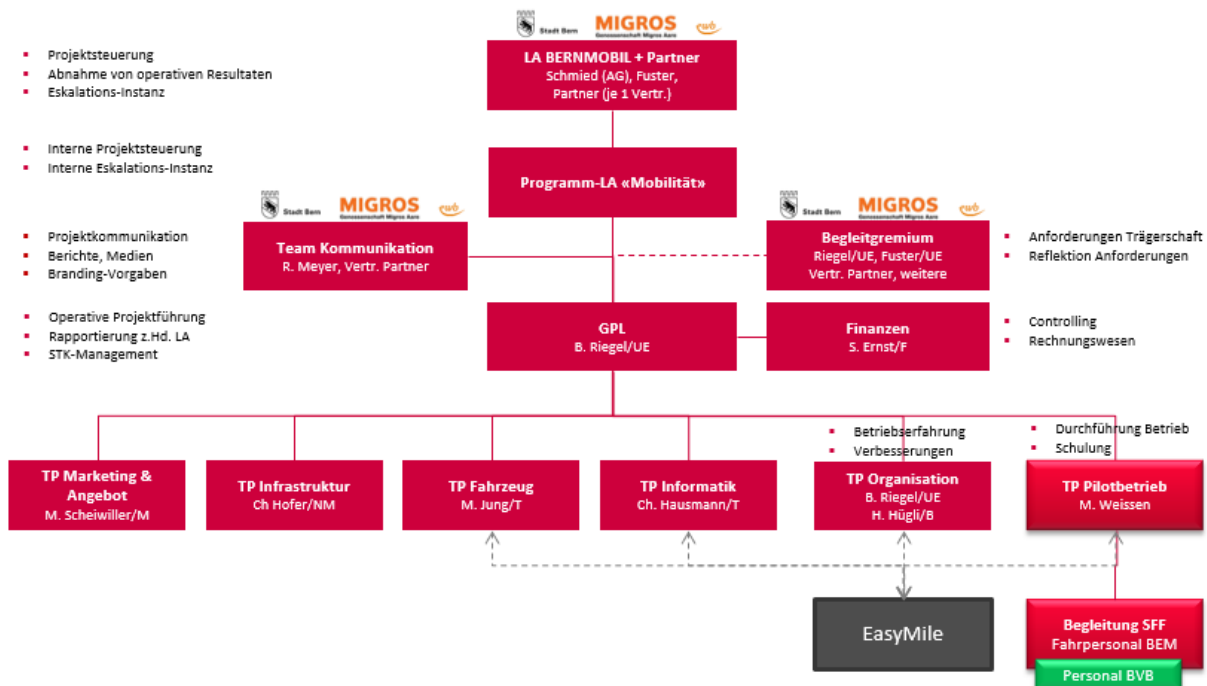 Stadt Bern
MIGROS
Genossenschaft Migros Aare
ewb
LA BERNMOBIL + Partner
Schmied (AG), Fuster,
Partner (je 1 Vertr.)
Projektsteuerung
Abnahme von operativen Resultaten
Eskalations-Instanz
Interne Projektsteuerung
Interne Eskalations-Instanz
Programm-LA «Mobilität»
Stadt Bern
MIGROS
Genossenschaft Migros Aare
ewb
Stadt Bern
MIGROS
Genossenschaft Migros Aare
ewb
Projektkommunikation
Berichte, Medien
Branding-Vorgaben
Team Kommunikation
R. Meyer, Vertr. Partner
Begleitgremium
Riegel/UE, Fuster/UE
Vertr. Partner, weitere
Anforderungen Trägerschaft
Reflektion Anforderungen
Operative Projektführung
Rapportierung z.Hd. LA
STK-Management
GPL
B. Riegel/UE
Finanzen
S. Ernst/F
Controlling
Rechnungswesen
Betriebserfahrung
Verbesserungen
Durchführung Betrieb
Schulung
TP Marketing &
Angebot
M. Scheiwiller/M
TP Infrastruktur
Ch Hofer/NM
TP Fahrzeug
M. Jung/T
TP Informatik
Ch. Hausmann/T
TP Organisation
B. Riegel/UE
H. Hügli/B
TP Pilotbetrieb
M. Weissen
EasyMile
Begleitung SFF
Fahrpersonal BEM
Personal BVB